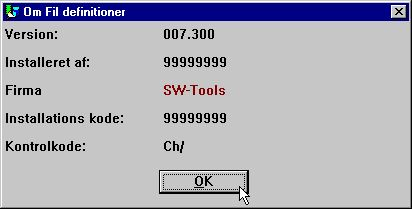 Om Fil definitioner
Version: 007.300
Installeret af: 99999999
Firma SW-Tools
Installations kode: 99999999
Kontrolkode: Ch/
OK